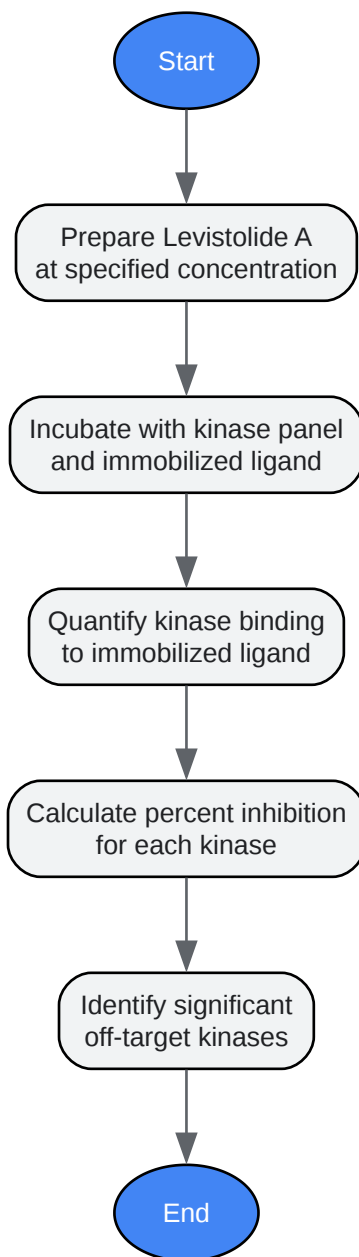 Start
Prepare Levistolide A
at specified concentration
Incubate with kinase panel
and immobilized ligand
Quantify kinase binding
to immobilized ligand
Calculate percent inhibition
for each kinase
Identify significant
off-target kinases
End